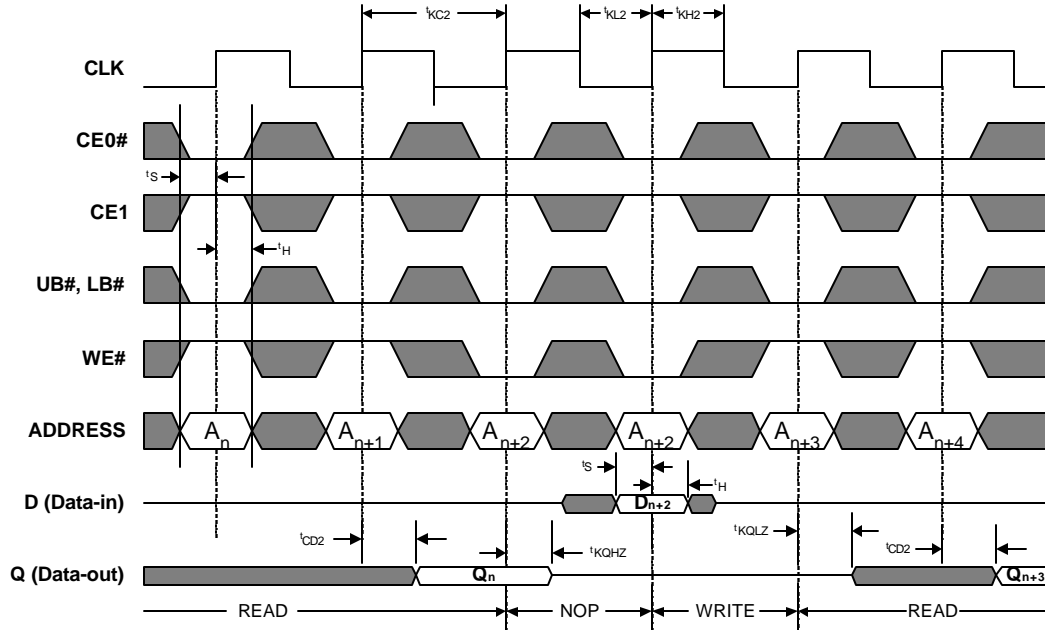 tKC2 tKL2 tKH2
CLK
CE0#
tS
CE1
tH
UB#, LB#
WE#
ADDRESS An An+1 An+2 An+2 An+3 An+4
tS
D (Data-in) Dn+2 tH
tCD2 tKQHZ tKQLZ tCD2
Q (Data-out) Qn Qn+3
READ NOP WRITE READ